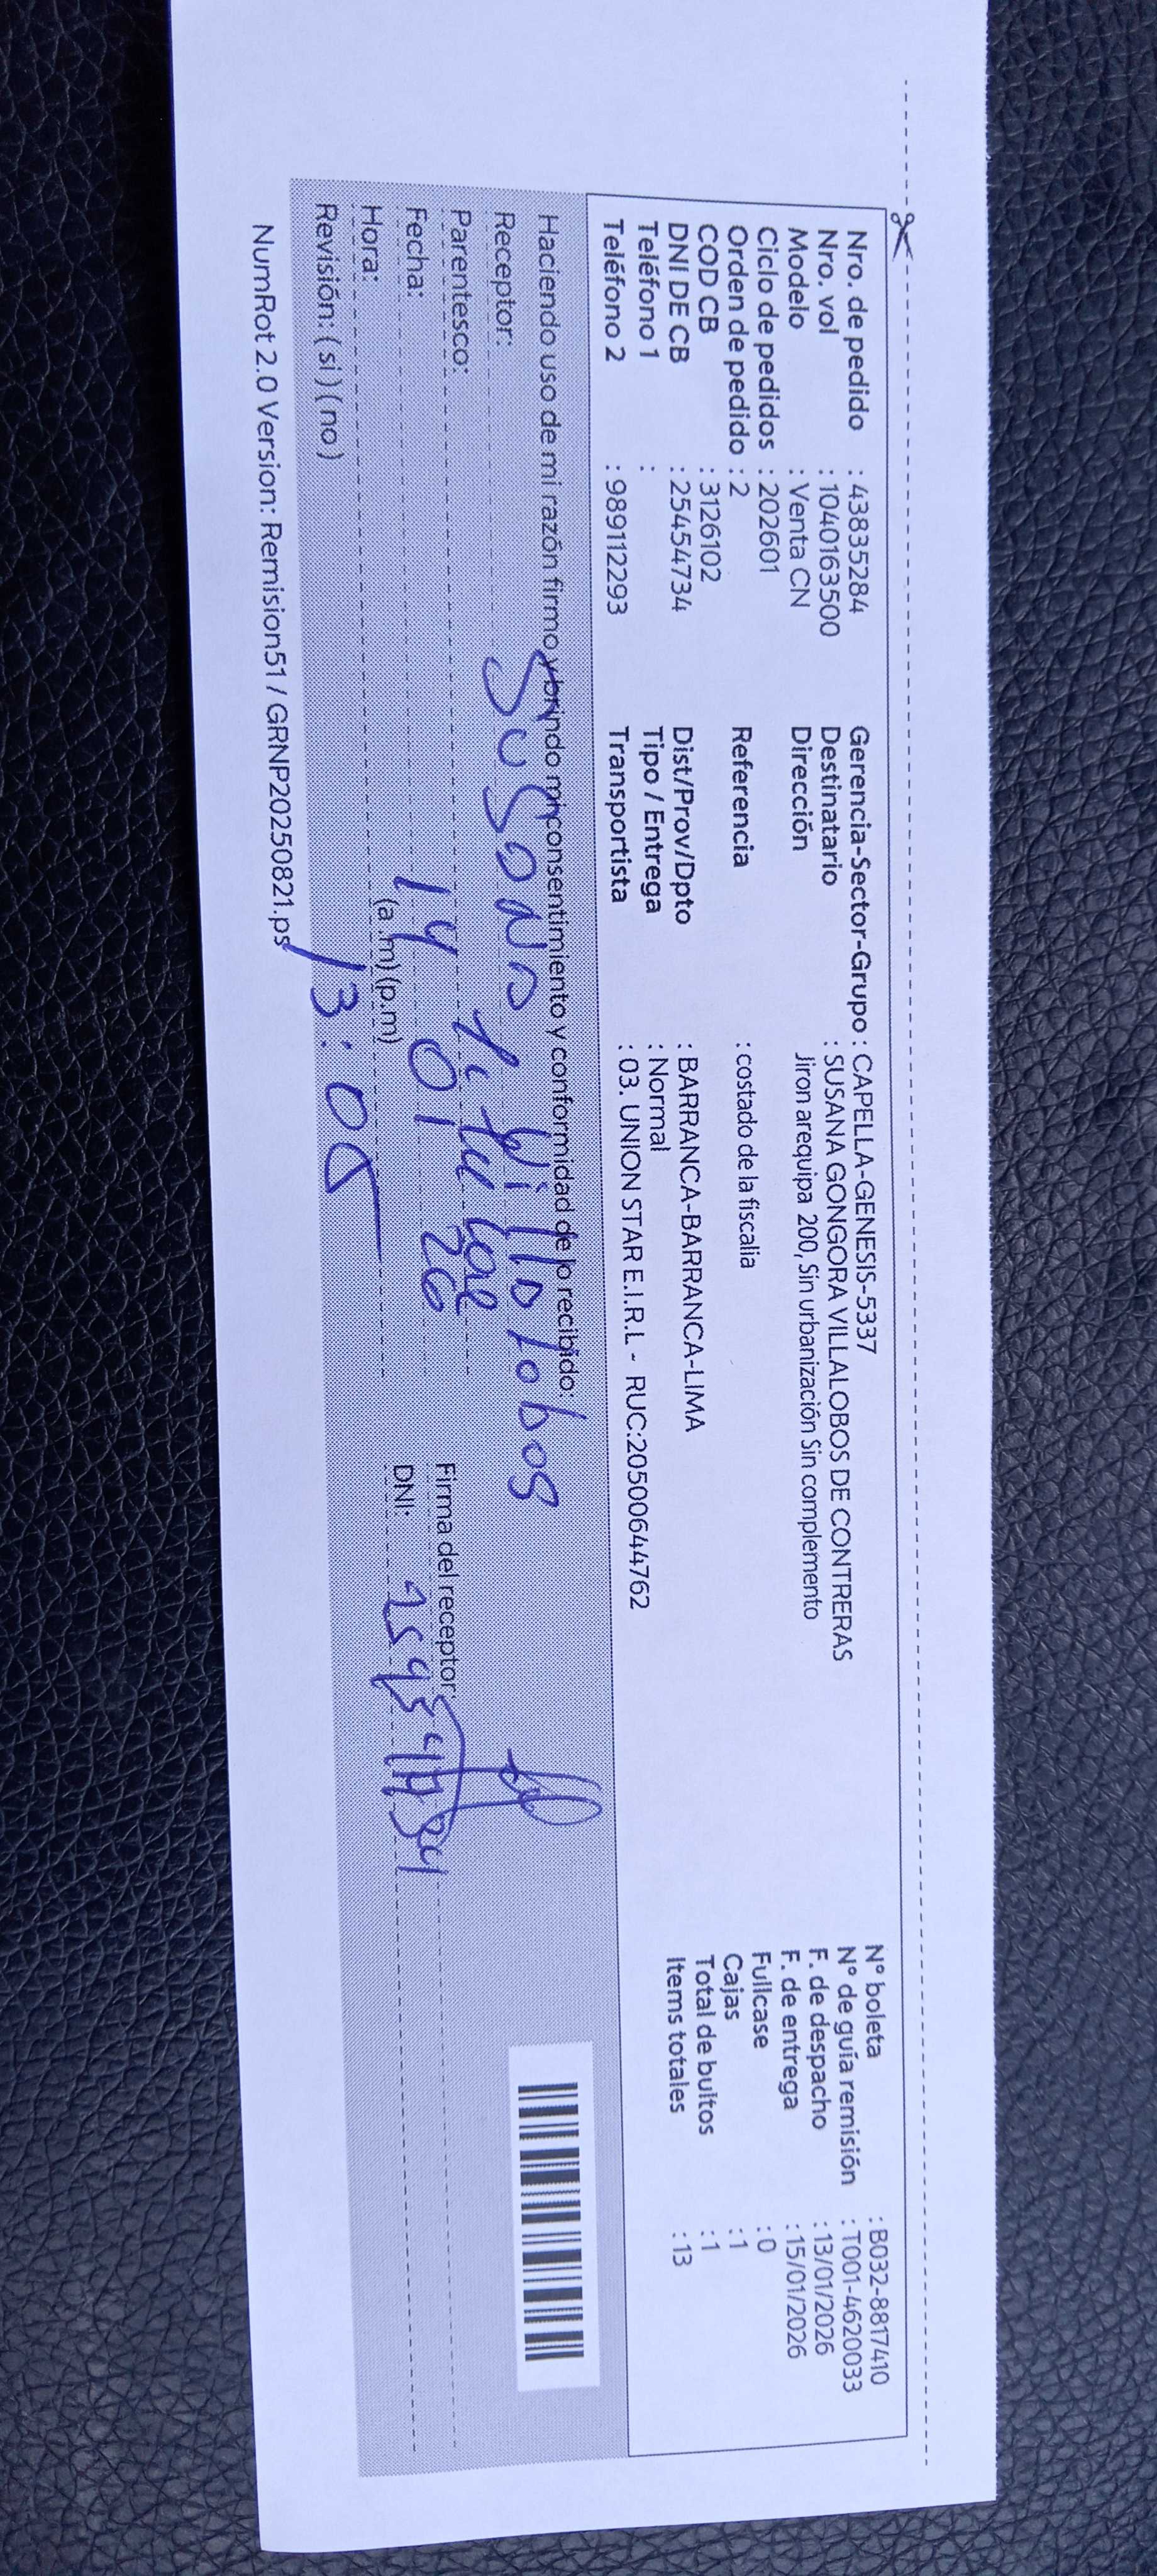 Nro. de pedido : 43835284
Nro. vol : 1040163500
Modelo : Venta CN
Ciclo de pedidos : 202601
Orden de pedido : 2
COD CB : 3126102
DNI DE CB : 25454734
Teléfono 1 :
Teléfono 2 : 989112293
Gerencia-Sector-Grupo : CAPELLA-GENESIS-5337
Destinatario : SUSANA GONGORA VILLALOBOS DE CONTRERAS
Dirección Jiron arequipa 200, Sin urbanización Sin complemento
Referencia : costado de la fiscalia
Dist/Prov/Dpto : BARRANCA-BARRANCA-LIMA
Tipo / Entrega : Normal
Transportista : 03. UNION STAR E.I.R.L - RUC:20500644762
N° boleta : B032-8817410
N° de guía remisión : T001-4620033
F. de despacho : 13/01/2026
F. de entrega : 15/01/2026
Fullcase : 0
Cajas : 1
Total de bultos : 1
Items totales : 13
Haciendo uso de mi razón firmo y brindo mi consentimiento y conformidad de lo recibido:
Receptor: Susana Villalobos
Parentesco: titular
Fecha: 14 01 26
Hora: (a .m) (p.m) 13:05
Revisión: ( si ) ( no )
Firma del receptor:
DNI: 25454734
NumRot 2.0 Version: Remision51 / GRNP20250821.ps